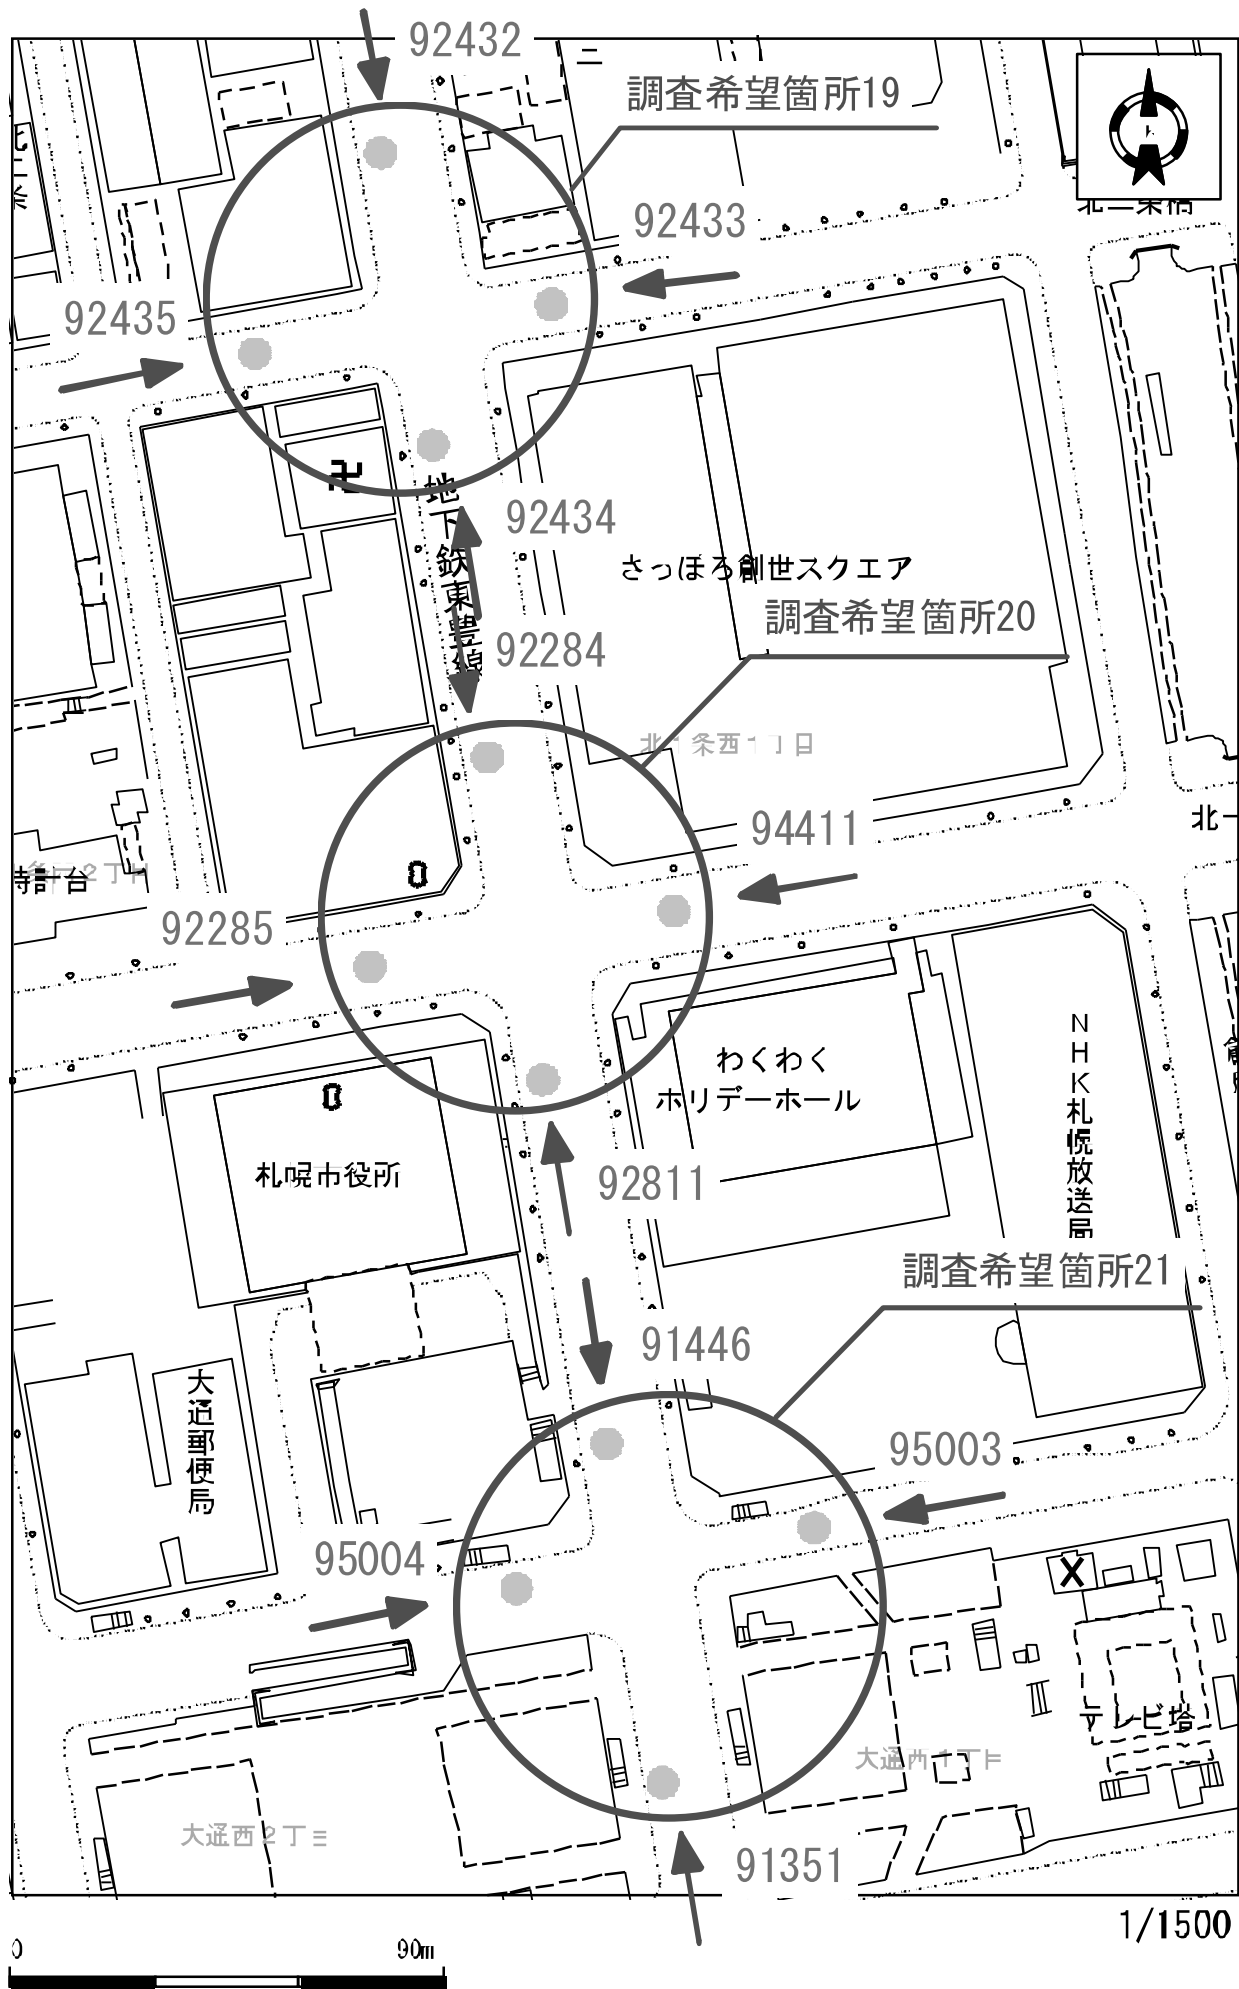 92432
二
調査希望箇所19
92433
92435
92434
地下鉄東豊線
さっぽろ創世スクエア
調査希望箇所20
92284
北1条西1丁目
94411
北一
時計台
92285
わくわく
ホリデーホール
NHK札幌放送局
札幌市役所
92811
調査希望箇所21
91446
大通郵便局
95003
95004
テレビ塔
大通西1丁目
大通西2丁目
91351
1/1500
0
90m